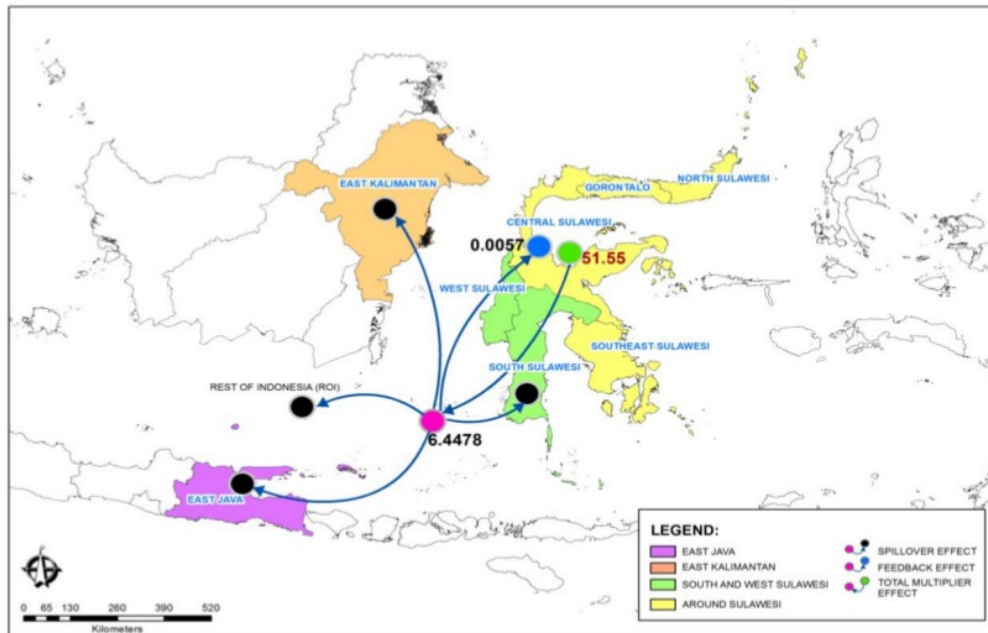 EAST KALIMANTAN
GORONTALO
NORTH SULAWESI
CENTRAL SULAWESI
0.0057
51.55
WEST SULAWESI
SOUTHEAST SULAWESI
SOUTH SULAWESI
REST OF INDONESIA (ROI)
6.4478
EAST JAVA
LEGEND:
EAST JAVA
EAST KALIMANTAN
SOUTH AND WEST SULAWESI
AROUND SULAWESI
SPILLOVER EFFECT
FEEDBACK EFFECT
TOTAL MULTIPLIER
EFFECT
0 65 130 260 390 520
Kilometers